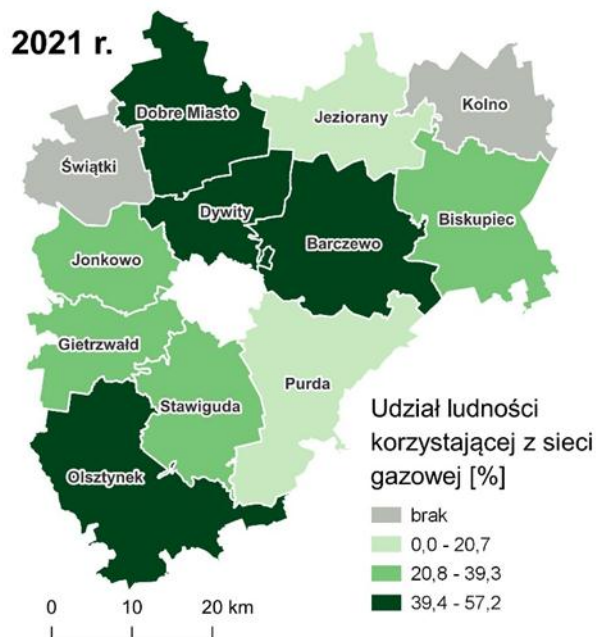 2021 r.
Dobre Miasto
Jeziorany
Kolno
Świątki
Dywity
Barczewo
Biskupiec
Jonkowo
Gietrzwałd
Stawiguda
Purda
Olsztynek
Udział ludności
korzystającej z sieci
gazowej [%]
brak
0,0 - 20,7
20,8 - 39,3
39,4 - 57,2
0 10 20 km